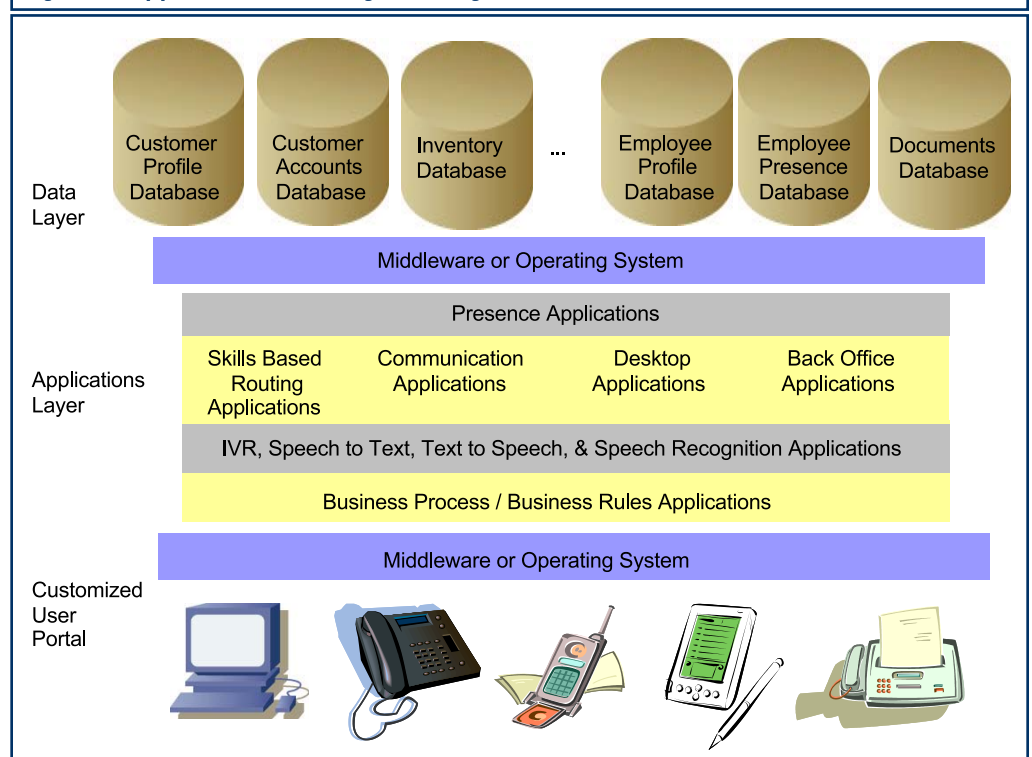 Customer
Profile
Database
Customer
Accounts
Database
Inventory
Database
...
Employee
Profile
Database
Employee
Presence
Database
Documents
Database
Data
Layer
Middleware or Operating System
Presence Applications
Applications
Layer
Skills Based
Routing
Applications
Communication
Applications
Desktop
Applications
Back Office
Applications
IVR, Speech to Text, Text to Speech, & Speech Recognition Applications
Business Process / Business Rules Applications
Middleware or Operating System
Customized
User
Portal